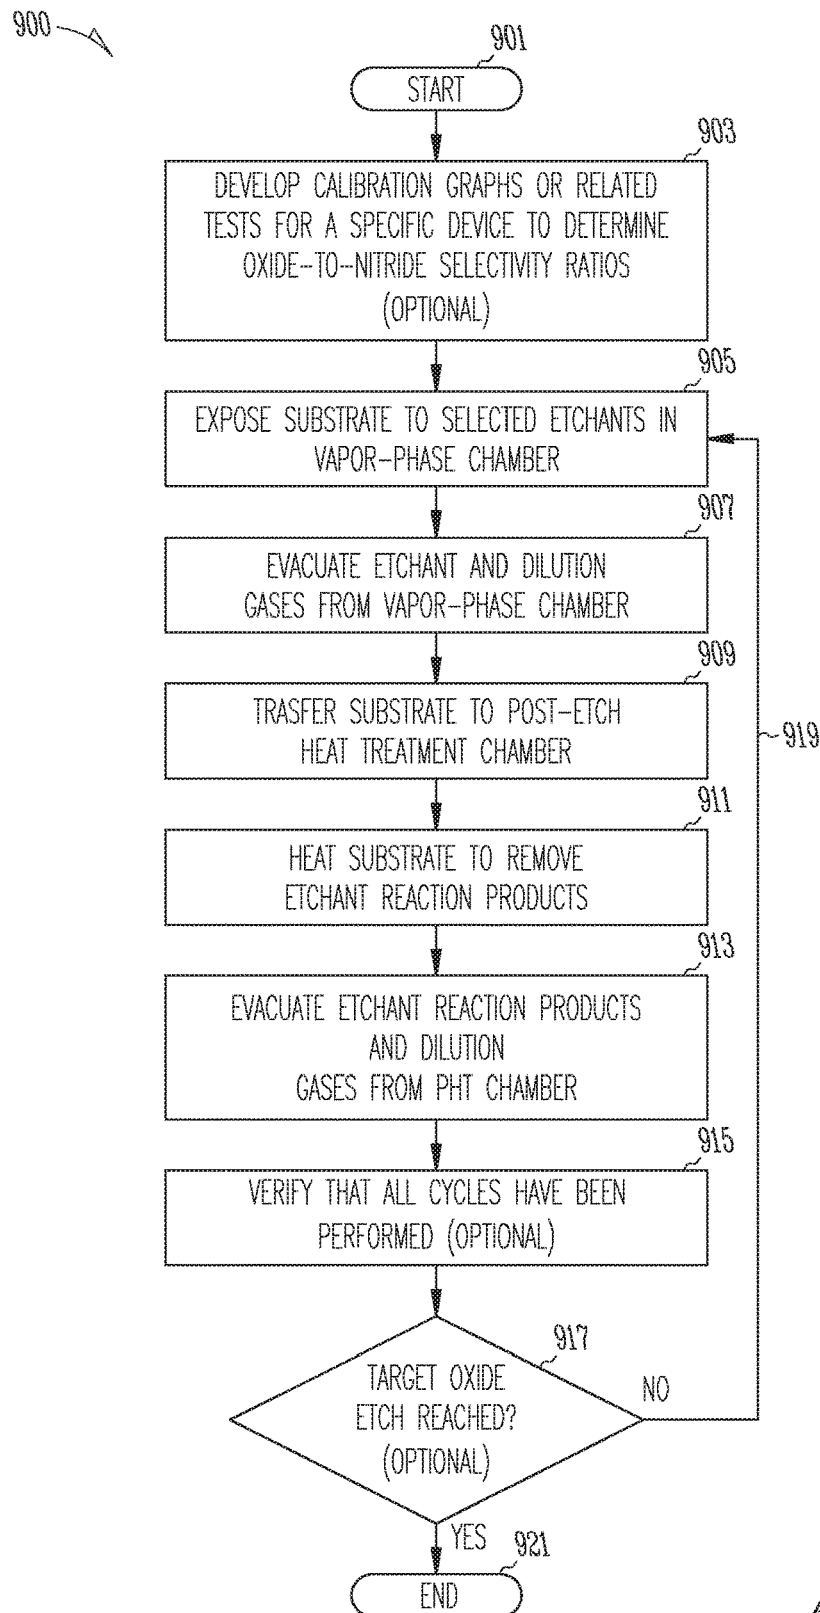 900
901
START
903
DEVELOP CALIBRATION GRAPHS OR RELATED
TESTS FOR A SPECIFIC DEVICE TO DETERMINE
OXIDE-TO-NITRIDE SELECTIVITY RATIOS
(OPTIONAL)
905
EXPOSE SUBSTRATE TO SELECTED ETCHANTS IN
VAPOR-PHASE CHAMBER
907
EVACUATE ETCHANT AND DILUTION
GASES FROM VAPOR-PHASE CHAMBER
909
TRASFER SUBSTRATE TO POST-ETCH
HEAT TREATMENT CHAMBER
919
911
HEAT SUBSTRATE TO REMOVE
ETCHANT REACTION PRODUCTS
913
EVACUATE ETCHANT REACTION PRODUCTS
AND DILUTION
GASES FROM PHT CHAMBER
915
VERIFY THAT ALL CYCLES HAVE BEEN
PERFORMED (OPTIONAL)
917
TARGET OXIDE
ETCH REACHED?
(OPTIONAL)
NO
YES
921
END